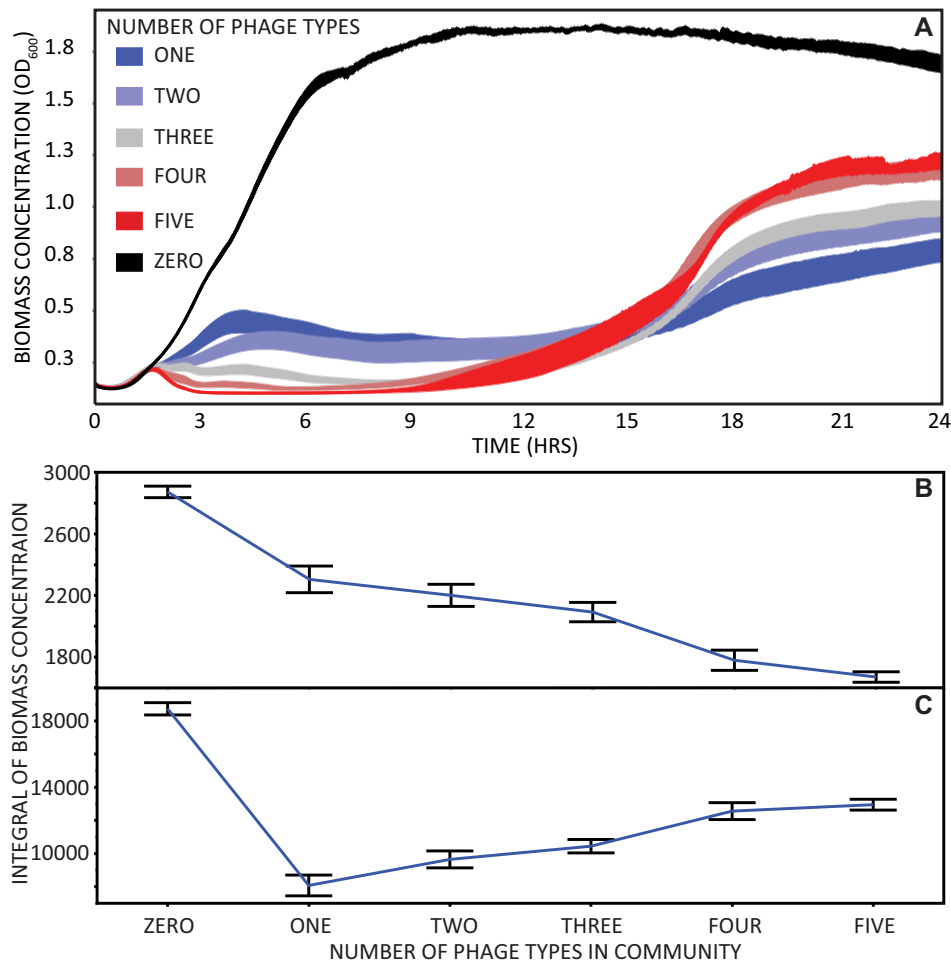 NUMBER OF PHAGE TYPES
A
ONE
TWO
THREE
FOUR
FIVE
ZERO
BIOMASS CONCENTRATION (OD600)
1.8
1.5
1.3
1.0
0.8
0.5
0.3
0 3 6 9 12 15 18 21 24
TIME (HRS)
B
3000
2600
2200
1800
C
18000
14000
10000
INTEGRAL OF BIOMASS CONCENTRAION
ZERO ONE TWO THREE FOUR FIVE
NUMBER OF PHAGE TYPES IN COMMUNITY